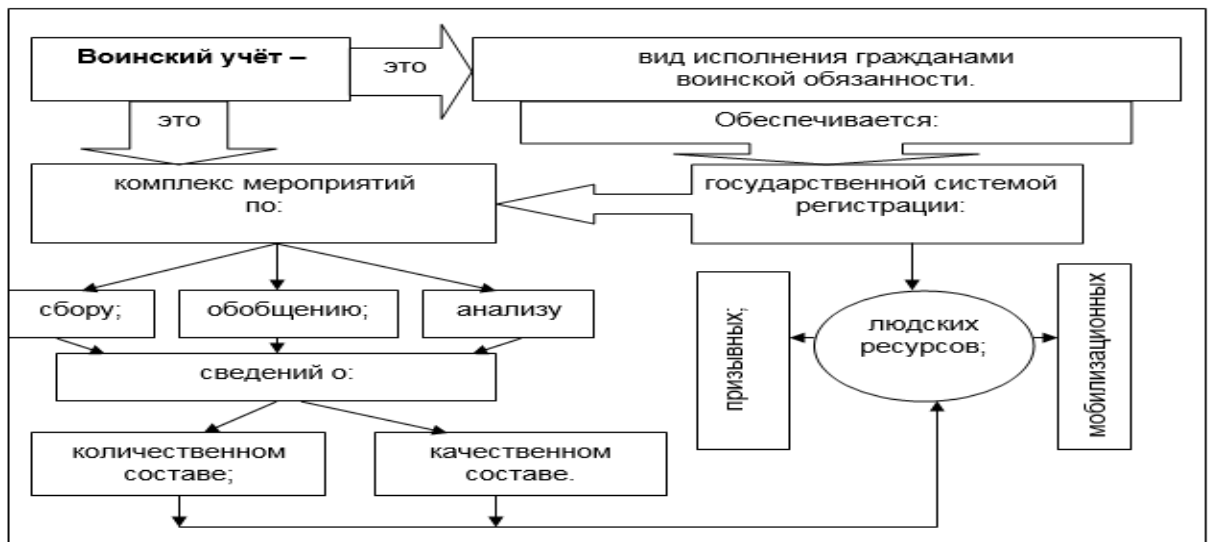 Воинский учёт –
это
вид исполнения гражданами
воинской обязанности.
это
Обеспечивается:
комплекс мероприятий
по:
государственной системой
регистрации:
сбору;
обобщению;
анализу
призывных;
людских
ресурсов;
мобилизационных
сведений о:
количественном
составе;
качественном
составе.